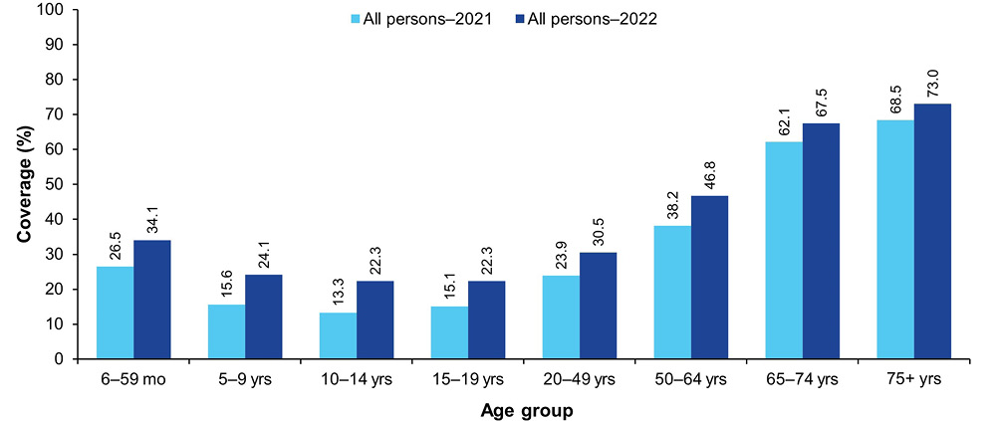 All persons–2021 All persons–2022
100
90
80
70
60
50
40
30
20
10
0
Coverage (%)
26.5 34.1 15.6 24.1 13.3 22.3 15.1 22.3 23.9 30.5 38.2 46.8 62.1 67.5 68.5 73.0
6–59 mo 5–9 yrs 10–14 yrs 15–19 yrs 20–49 yrs 50–64 yrs 65–74 yrs 75+ yrs
Age group